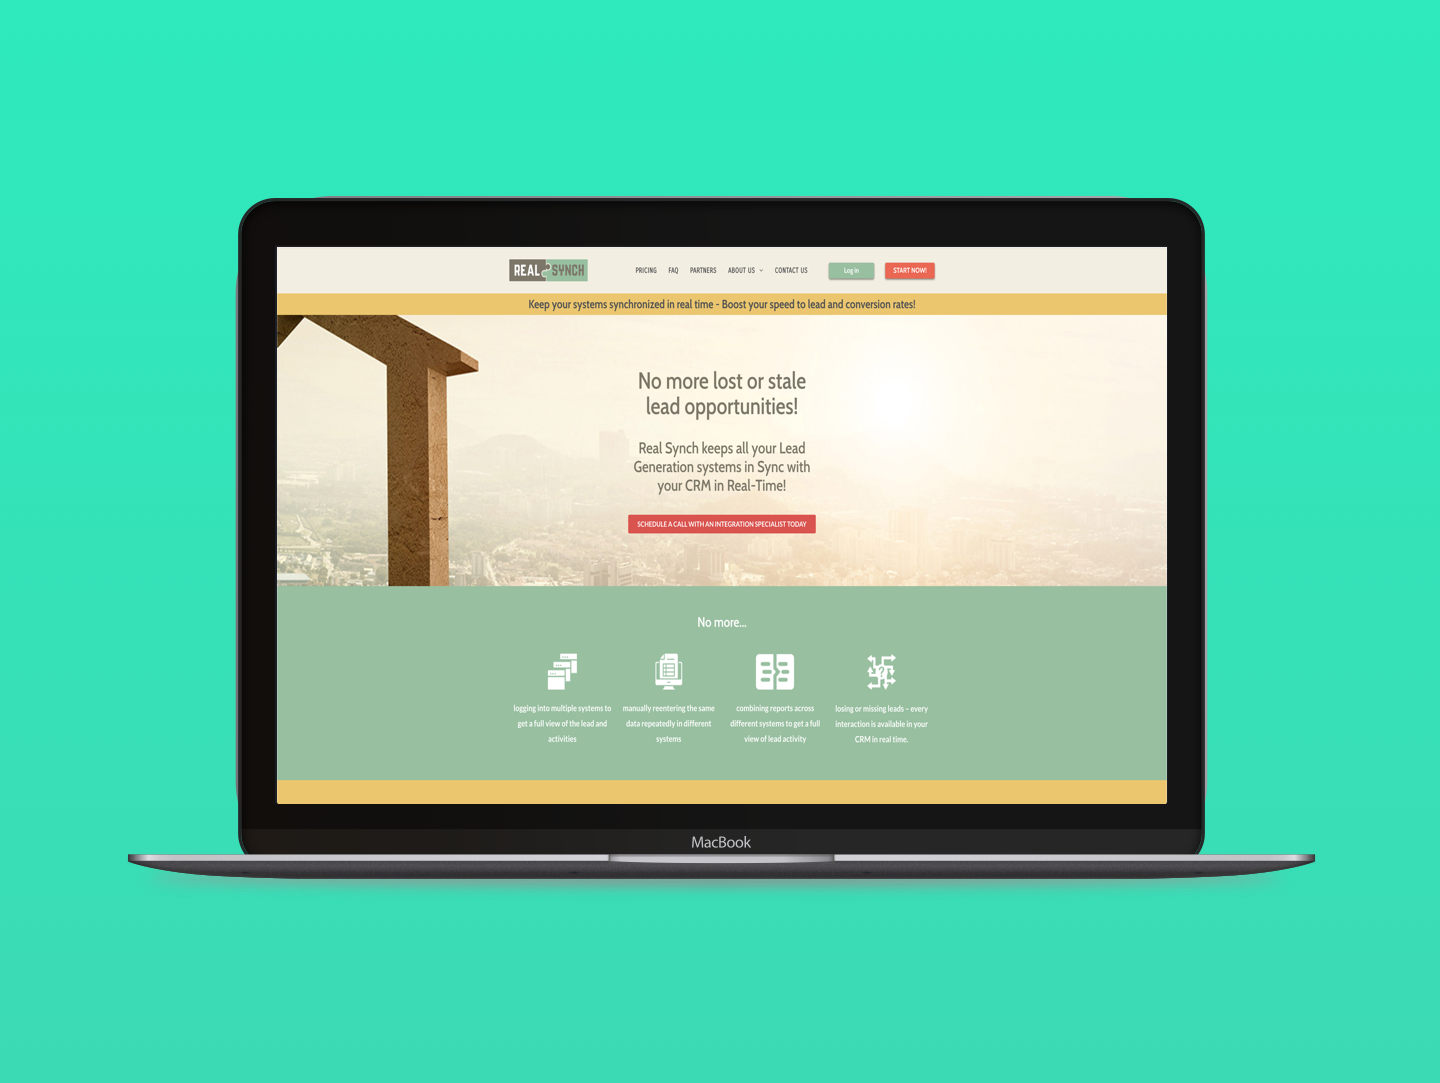 REAL SYNCH
PRICING FAQ PARTNERS ABOUT US CONTACT US Log in START NOW!
Keep your systems synchronized in real time - Boost your speed to lead and conversion rates!
No more lost or stale
lead opportunities!
Real Synch keeps all your Lead
Generation systems in Sync with
your CRM in Real-Time!
SCHEDULE A CALL WITH AN INTEGRATION SPECIALIST TODAY
No more...
logging into multiple systems to
get a full view of the lead and
activities
manually reentering the same
data repeatedly in different
systems
combining reports across
different systems to get a full
view of lead activity
losing or missing leads – every
interaction is available in your
CRM in real time.
MacBook